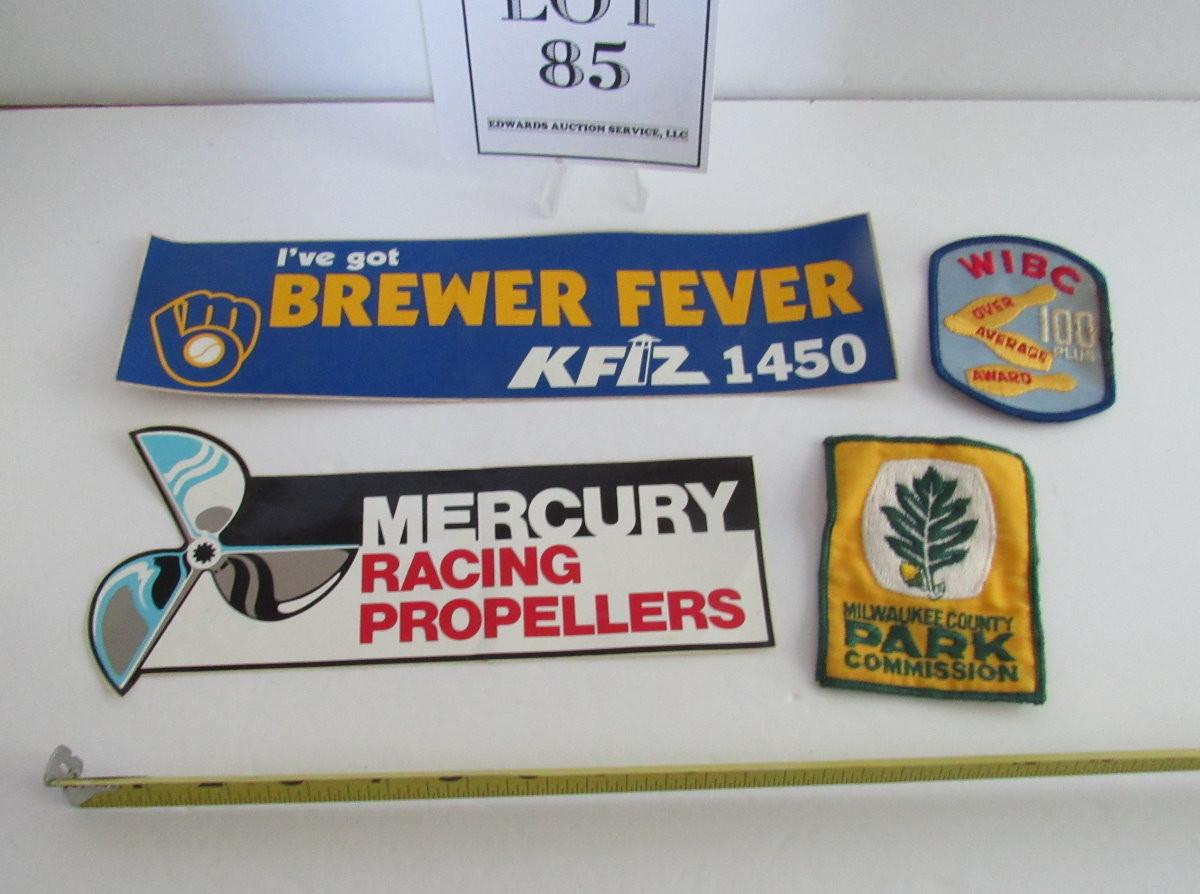 LOT
85
EDWARDS AUCTION SERVICE, LLC
I've got
BREWER FEVER
KFIZ 1450
WIBC
OVER
AVERAGE
100
PLUS
AWARD
MERCURY
RACING
PROPELLERS
MILWAUKEE COUNTY
PARK
COMMISSION